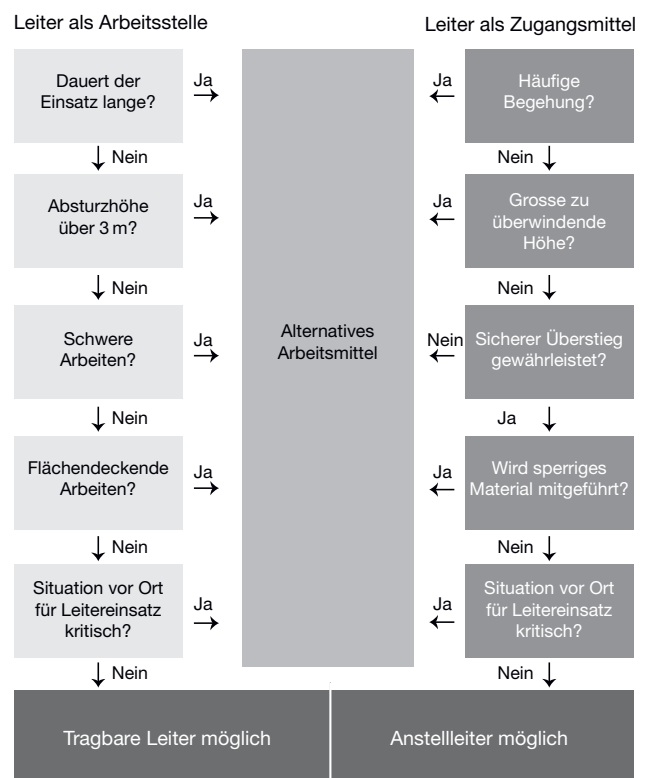 Leiter als Arbeitsstelle
Leiter als Zugangsmittel
Dauert der
Einsatz lange?
Ja
Nein
Absturzhöhe
über 3 m?
Ja
Nein
Schwere
Arbeiten?
Ja
Nein
Flächendeckende
Arbeiten?
Ja
Nein
Situation vor Ort
für Leitereinsatz
kritisch?
Ja
Nein
Tragbare Leiter möglich
Alternatives
Arbeitsmittel
Häufige
Begehung?
Ja
Nein
Grosse zu
überwindende
Höhe?
Ja
Nein
Sicherer Überstieg
gewährleistet?
Nein
Ja
Wird sperriges
Material mitgeführt?
Ja
Nein
Situation vor Ort
für Leitereinsatz
kritisch?
Ja
Nein
Anstellleiter möglich